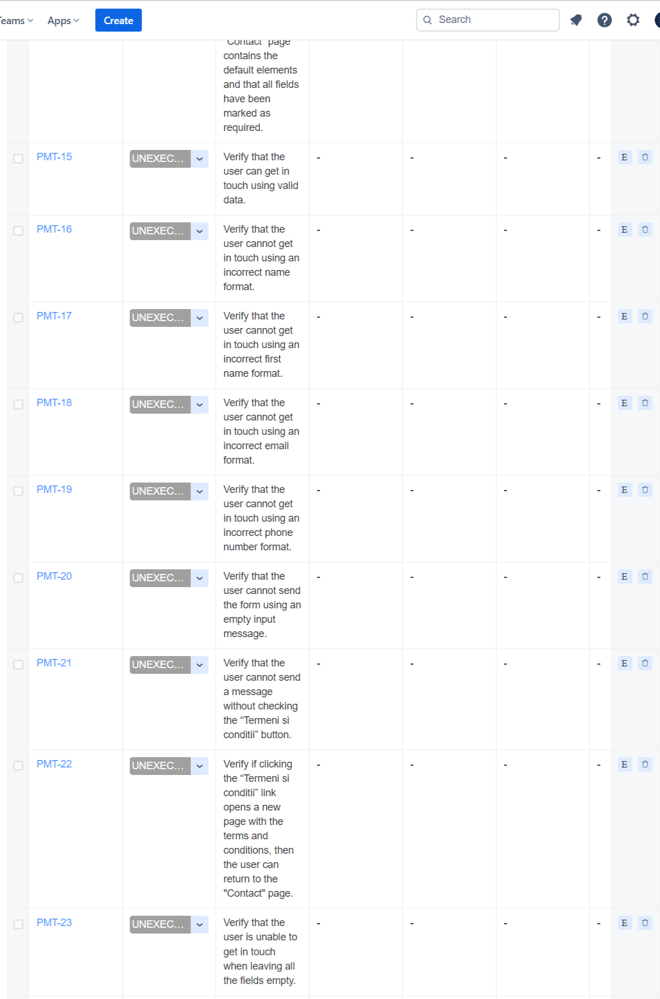 Teams Apps Create Search
"Contact" page
contains the
default elements
and that all fields
have been
marked as
required.
PMT-15 UNEXEC... Verify that the - - - - E
user can get in
touch using valid
data.
PMT-16 UNEXEC... Verify that the - - - - E
user cannot get
in touch using an
incorrect name
format.
PMT-17 UNEXEC... Verify that the - - - - E
user cannot get
in touch using an
incorrect first
name format.
PMT-18 UNEXEC... Verify that the - - - - E
user cannot get
in touch using an
incorrect email
format.
PMT-19 UNEXEC... Verify that the - - - - E
user cannot get
in touch using an
incorrect phone
number format.
PMT-20 UNEXEC... Verify that the - - - - E
user cannot send
the form using an
empty input
message.
PMT-21 UNEXEC... Verify that the - - - - E
user cannot send
a message
without checking
the “Termeni si
conditii” button.
PMT-22 UNEXEC... Verify if clicking - - - - E
the “Termeni si
conditii” link
opens a new
page with the
terms and
conditions, then
the user can
return to the
"Contact" page.
PMT-23 UNEXEC... Verify that the - - - - E
user is unable to
get in touch
when leaving all
the fields empty.